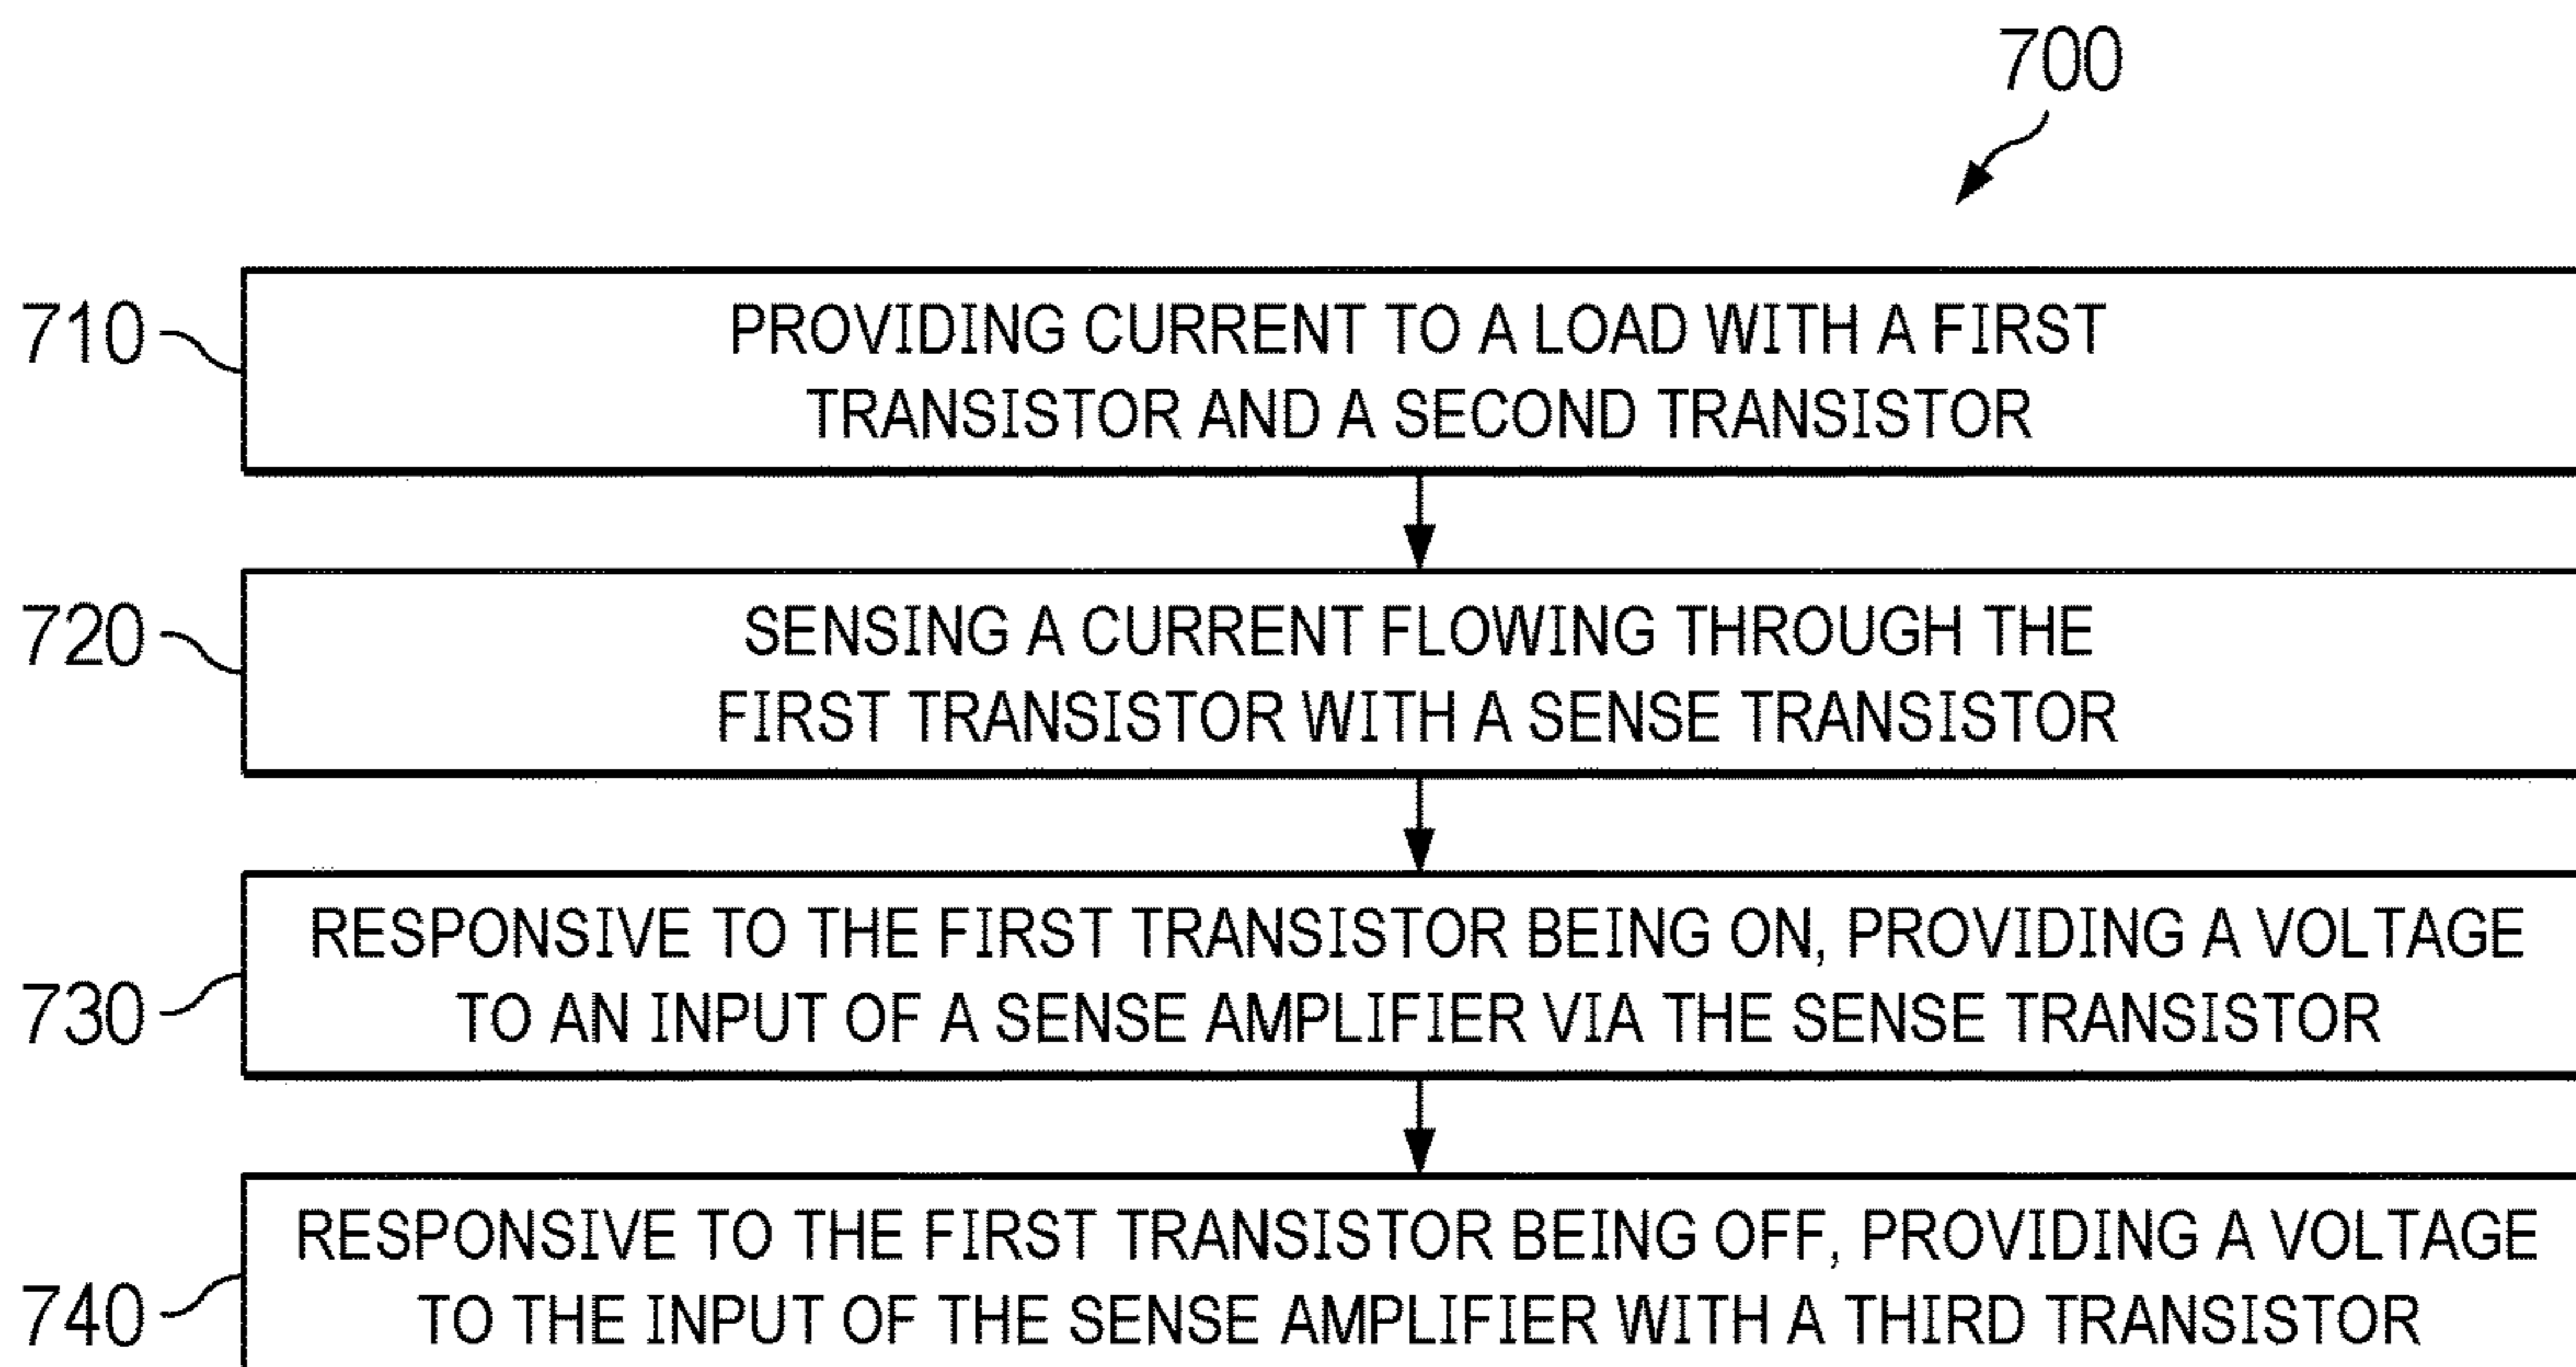 700
710
PROVIDING CURRENT TO A LOAD WITH A FIRST
TRANSISTOR AND A SECOND TRANSISTOR
720
SENSING A CURRENT FLOWING THROUGH THE
FIRST TRANSISTOR WITH A SENSE TRANSISTOR
730
RESPONSIVE TO THE FIRST TRANSISTOR BEING ON, PROVIDING A VOLTAGE
TO AN INPUT OF A SENSE AMPLIFIER VIA THE SENSE TRANSISTOR
740
RESPONSIVE TO THE FIRST TRANSISTOR BEING OFF, PROVIDING A VOLTAGE
TO THE INPUT OF THE SENSE AMPLIFIER WITH A THIRD TRANSISTOR